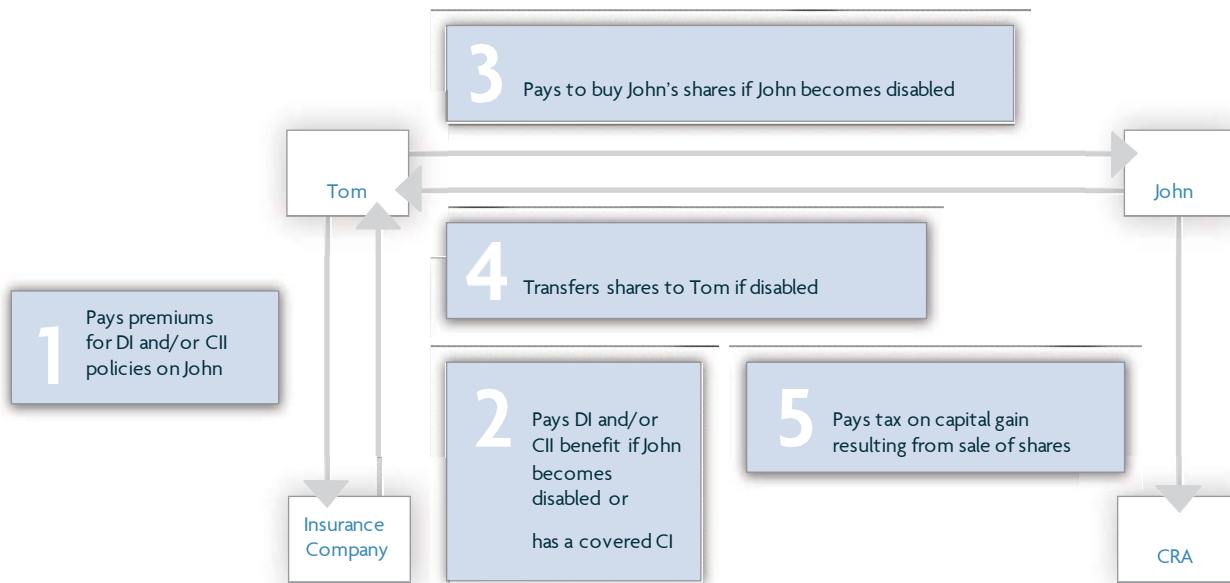 3
Pays to buy John's shares if John becomes disabled
Tom
John
4
Transfers shares to Tom if disabled
1
Pays premiums
for DI and/or CII
policies on John
2
Pays DI and/or
CII benefit if John
becomes
disabled or
has a covered CI
5
Pays tax on capital gain
resulting from sale of shares
Insurance
Company
CRA